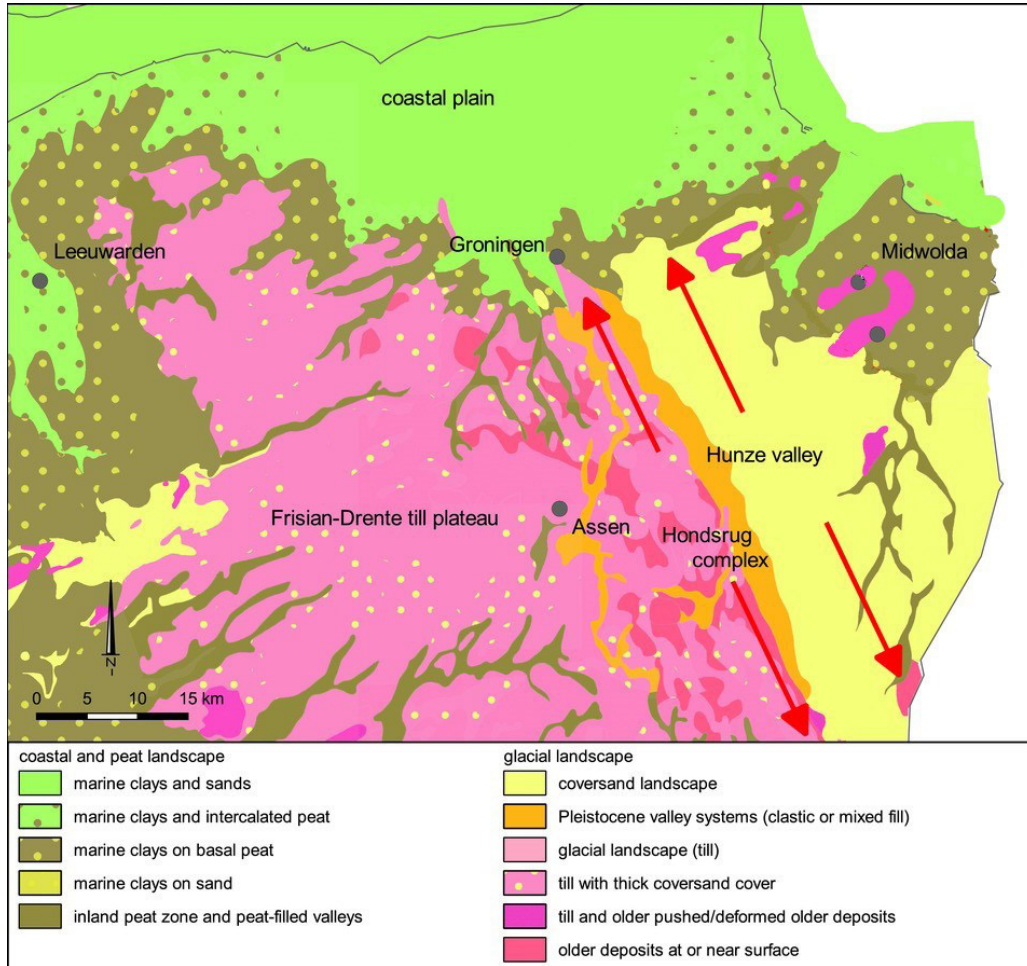 coastal plain
Leeuwarden
Groningen
Midwolda
Hunze valley
Frisian-Drente till plateau
Assen
Hondsrug
complex
N
0 5 10 15 km
coastal and peat landscape
marine clays and sands
marine clays and intercalated peat
marine clays on basal peat
marine clays on sand
inland peat zone and peat-filled valleys
glacial landscape
coversand landscape
Pleistocene valley systems (clastic or mixed fill)
glacial landscape (till)
till with thick coversand cover
till and older pushed/deformed older deposits
older deposits at or near surface